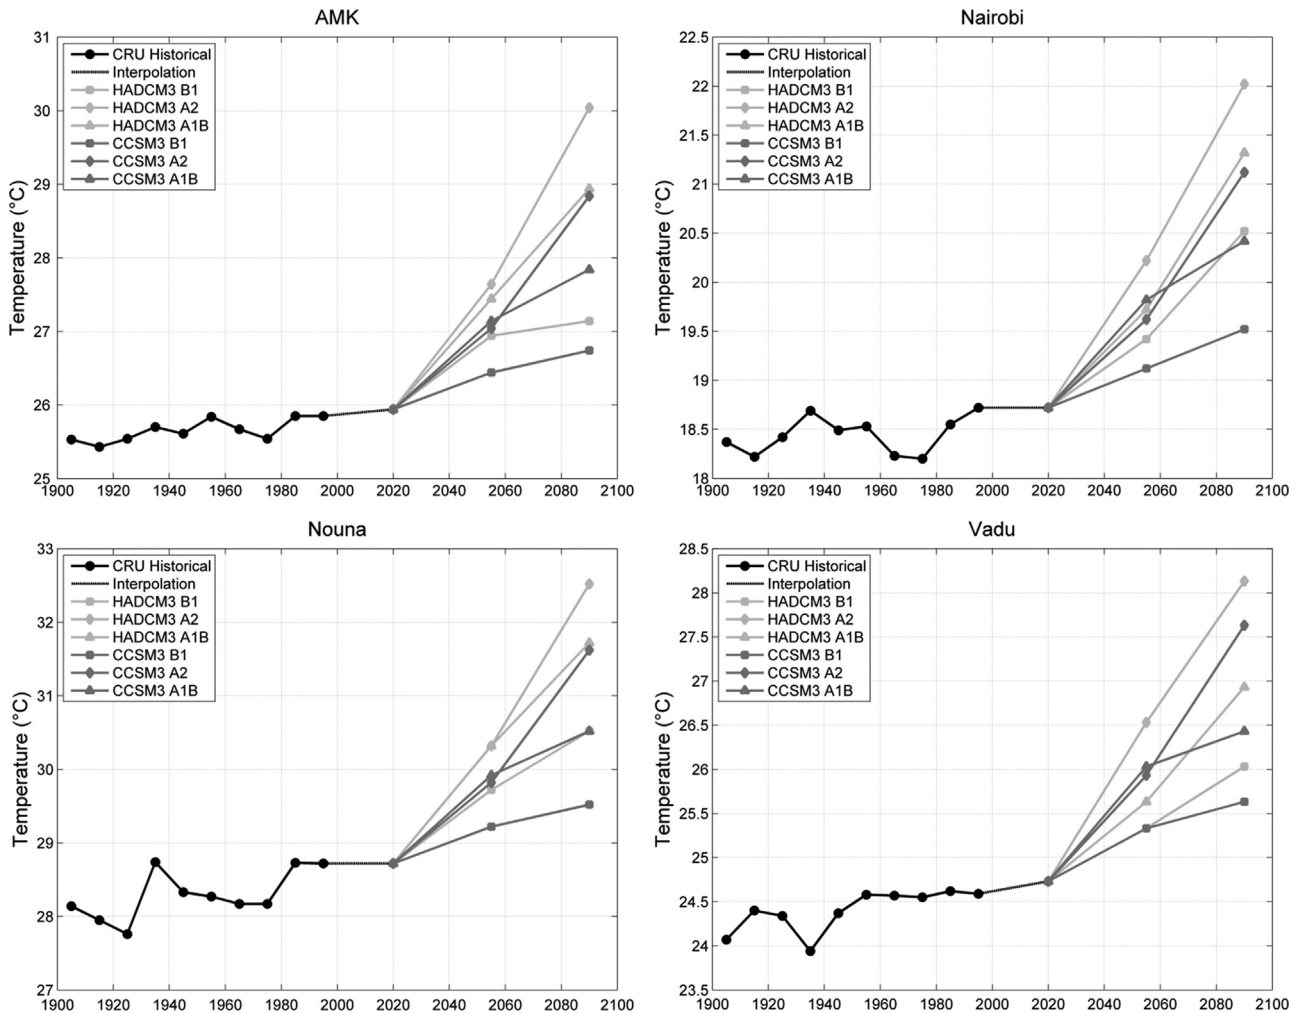 AMK
Temperature (°C)
31
30
29
28
27
26
25
CRU Historical
Interpolation
HADCM3 B1
HADCM3 A2
HADCM3 A1B
CCSM3 B1
CCSM3 A2
CCSM3 A1B
1900 1920 1940 1960 1980 2000 2020 2040 2060 2080 2100
Nairobi
Temperature (°C)
22.5
22
21.5
21
20.5
20
19.5
19
18.5
18
CRU Historical
Interpolation
HADCM3 B1
HADCM3 A2
HADCM3 A1B
CCSM3 B1
CCSM3 A2
CCSM3 A1B
1900 1920 1940 1960 1980 2000 2020 2040 2060 2080 2100
Nouna
Temperature (°C)
33
32
31
30
29
28
27
CRU Historical
Interpolation
HADCM3 B1
HADCM3 A2
HADCM3 A1B
CCSM3 B1
CCSM3 A2
CCSM3 A1B
1900 1920 1940 1960 1980 2000 2020 2040 2060 2080 2100
Vadu
Temperature (°C)
28.5
28
27.5
27
26.5
26
25.5
25
24.5
24
23.5
CRU Historical
Interpolation
HADCM3 B1
HADCM3 A2
HADCM3 A1B
CCSM3 B1
CCSM3 A2
CCSM3 A1B
1900 1920 1940 1960 1980 2000 2020 2040 2060 2080 2100